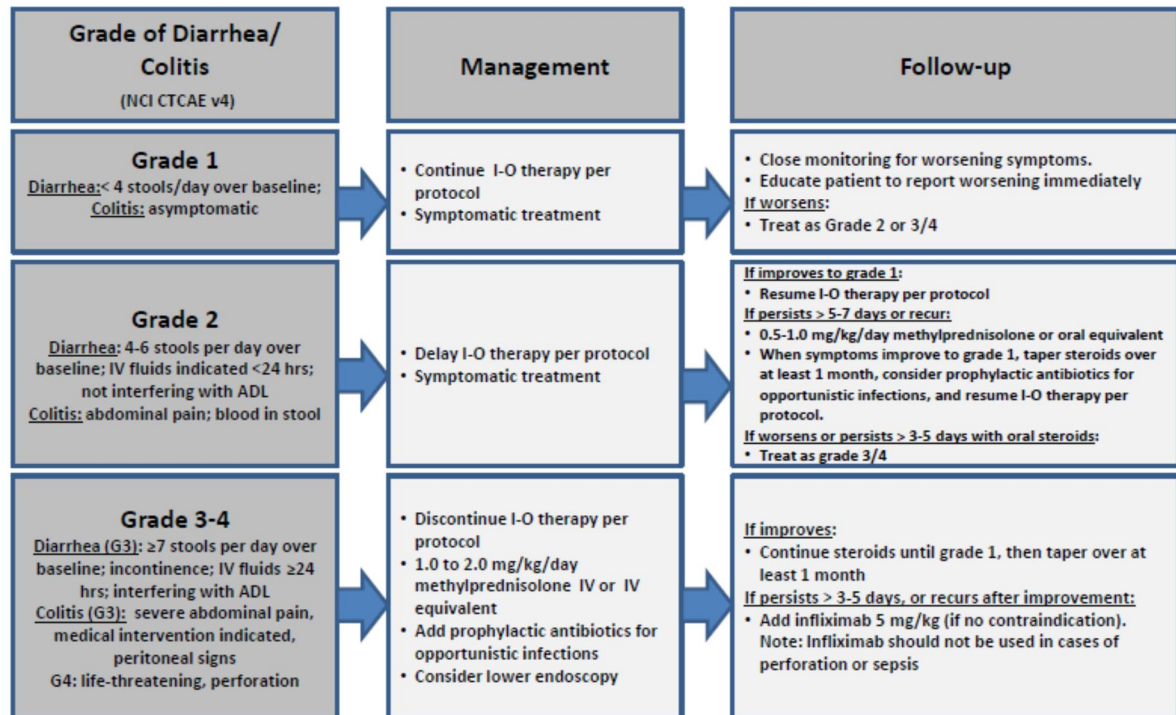 Grade of Diarrhea/
Colitis
(NCI CTCAE v4)
Management
Follow-up
Grade 1
Diarrhea:< 4 stools/day over baseline;
Colitis: asymptomatic
• Continue I-O therapy per
protocol
• Symptomatic treatment
• Close monitoring for worsening symptoms.
• Educate patient to report worsening immediately
If worsens:
• Treat as Grade 2 or 3/4
Grade 2
Diarrhea: 4-6 stools per day over
baseline; IV fluids indicated <24 hrs;
not interfering with ADL
Colitis: abdominal pain; blood in stool
• Delay I-O therapy per protocol
• Symptomatic treatment
If improves to grade 1:
• Resume I-O therapy per protocol
If persists > 5-7 days or recur:
• 0.5-1.0 mg/kg/day methylprednisolone or oral equivalent
• When symptoms improve to grade 1, taper steroids over
at least 1 month, consider prophylactic antibiotics for
opportunistic infections, and resume I-O therapy per
protocol.
If worsens or persists > 3-5 days with oral steroids:
• Treat as grade 3/4
Grade 3-4
Diarrhea (G3): ≥7 stools per day over
baseline; incontinence; IV fluids ≥24
hrs; interfering with ADL
Colitis (G3): severe abdominal pain,
medical intervention indicated,
peritoneal signs
G4: life-threatening, perforation
• Discontinue I-O therapy per
protocol
• 1.0 to 2.0 mg/kg/day
methylprednisolone IV or IV
equivalent
• Add prophylactic antibiotics for
opportunistic infections
• Consider lower endoscopy
If improves:
• Continue steroids until grade 1, then taper over at
least 1 month
If persists > 3-5 days, or recurs after improvement:
• Add infliximab 5 mg/kg (if no contraindication).
Note: Infliximab should not be used in cases of
perforation or sepsis